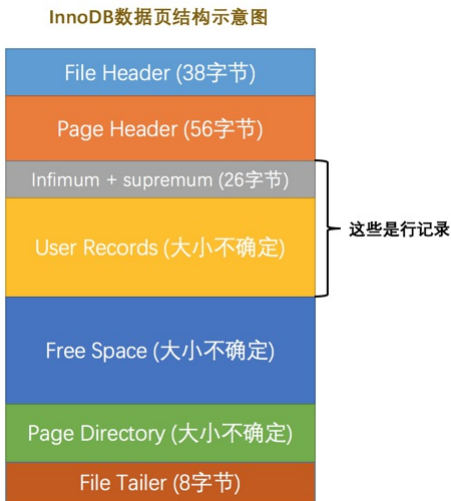 InnoDB数据页结构示意图
File Header (38字节)
Page Header (56字节)
Infimum + supremum (26字节)
User Records (大小不确定)
这些是行记录
Free Space (大小不确定)
Page Directory (大小不确定)
File Tailer (8字节)